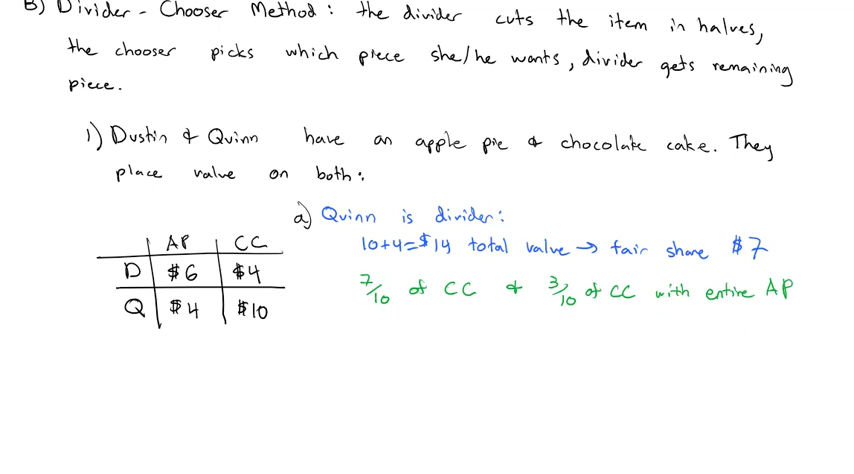 B) Divider - Chooser Method: the divider cuts the item in halves,
the chooser picks which piece she/he wants, divider gets remaining
piece.
1) Dustin & Quinn have an apple pie & chocolate cake. They
place value on both:
a) Quinn is divider:
10+4=$14 total value → fair share $7
7/10 of CC & 3/10 of CC with entire AP
AP CC
D $6 $4
Q $4 $10